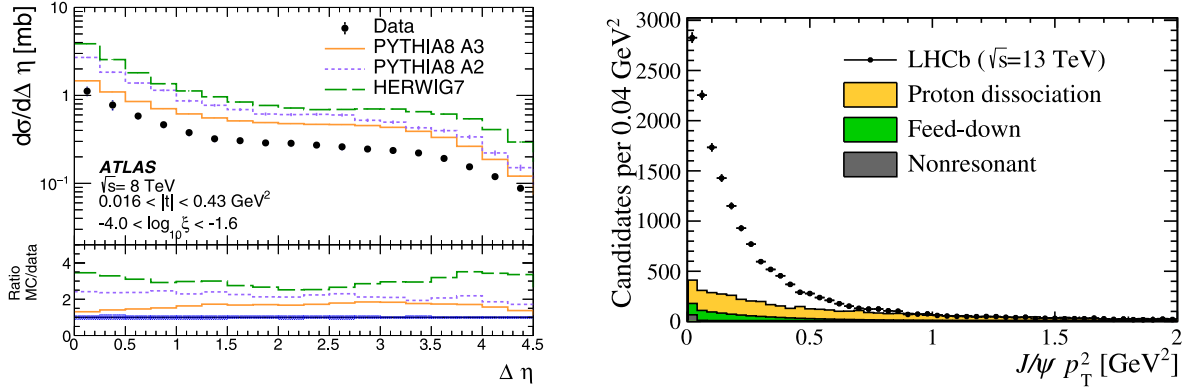 dσ/dΔ η [mb]
10
1
10⁻¹
Data
PYTHIA8 A3
PYTHIA8 A2
HERWIG7
ATLAS
√s= 8 TeV
0.016 < |t| < 0.43 GeV²
-4.0 < log₁₀ ξ < -1.6
Ratio
MC/data
4
2
0
0 0.5 1 1.5 2 2.5 3 3.5 4 4.5
Δ η
Candidates per 0.04 GeV²
3000
2500
2000
1500
1000
500
0
LHCb (√s=13 TeV)
Proton dissociation
Feed-down
Nonresonant
0 0.5 1 1.5 2
J/ψ p_T² [GeV²]